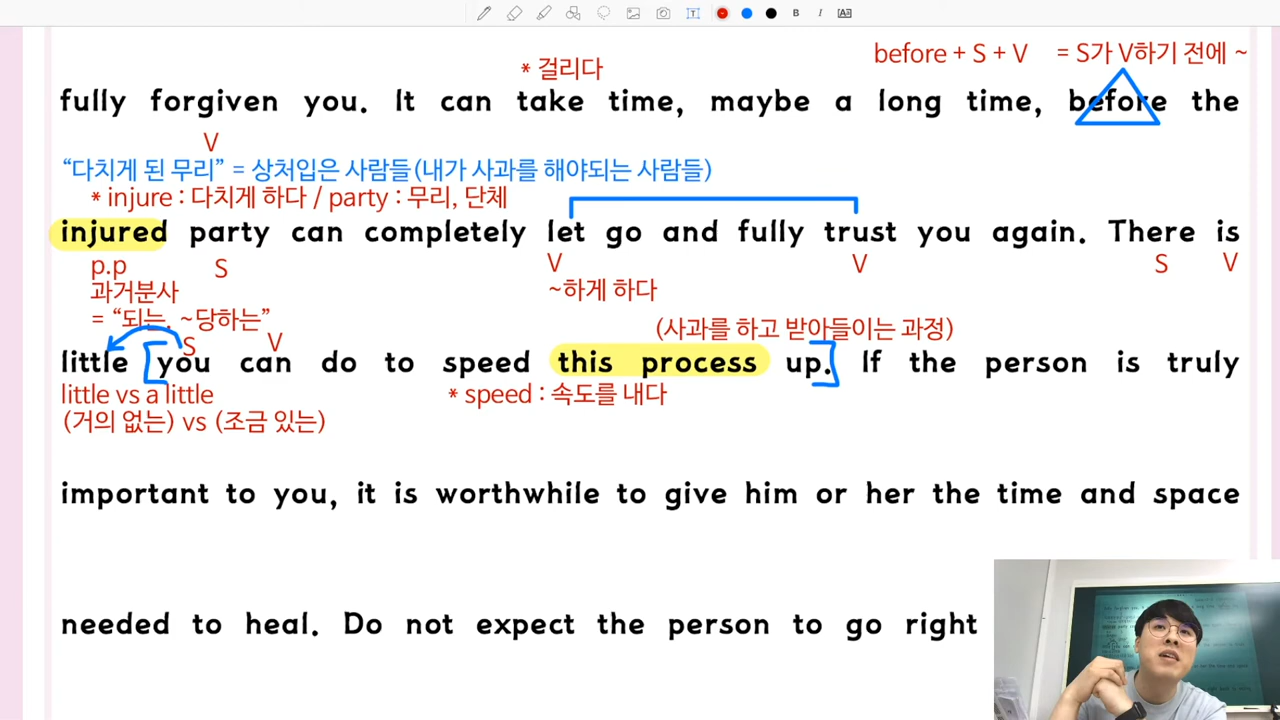 before + S + V = S가 V하기 전에 ~
* 걸리다
fully forgiven you. It can take time, maybe a long time, before the
V
“다치게 된 무리” = 상처입은 사람들(내가 사과를 해야되는 사람들)
* injure : 다치게 하다 / party : 무리, 단체
injured party can completely let go and fully trust you again. There is
p.p S V V S V
과거분사 ~하게 하다
= “되는, ~당하는”
(사과를 하고 받아들이는 과정)
S V
little you can do to speed this process up. If the person is truly
little vs a little * speed : 속도를 내다
(거의 없는) vs (조금 있는)
important to you, it is worthwhile to give him or her the time and space
needed to heal. Do not expect the person to go right